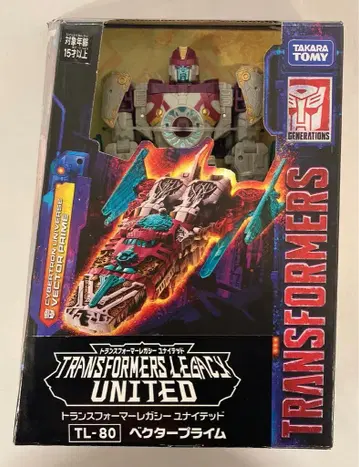 対象年齢
15才以上
TAKARA
TOMY
GENERATIONS
TRANSFORMERS
CYBERTRON UNIVERSE
VECTOR PRIME
トランスフォーマーレガシー ユナイテッド
TRANSFORMERS LEGACY
UNITED
トランスフォーマーレガシー ユナイテッド
TL-80 ベクタープライム